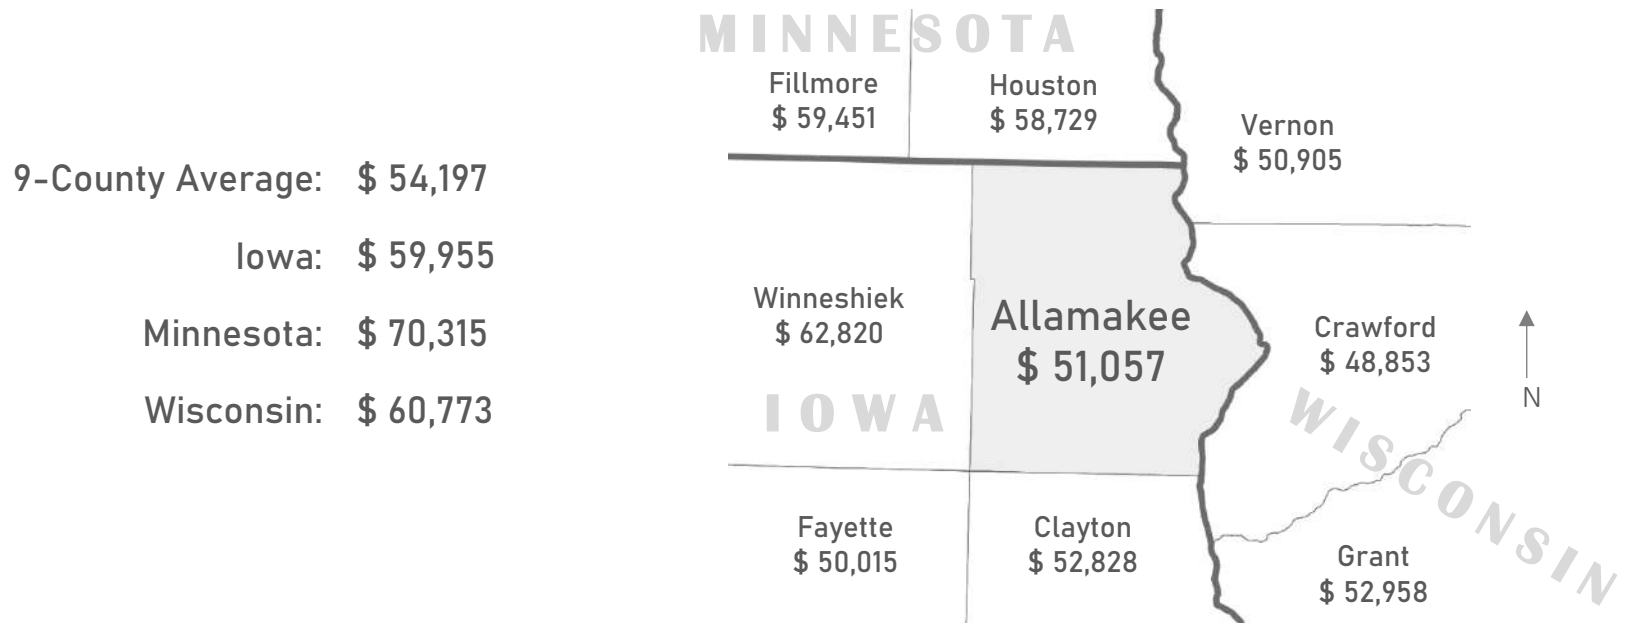 9-County Average: $ 54,197
Iowa: $ 59,955
Minnesota: $ 70,315
Wisconsin: $ 60,773
MINNESOTA
Fillmore
$ 59,451
Houston
$ 58,729
Vernon
$ 50,905
Winneshiek
$ 62,820
Allamakee
$ 51,057
Crawford
$ 48,853
N
IOWA
WISCONSIN
Fayette
$ 50,015
Clayton
$ 52,828
Grant
$ 52,958